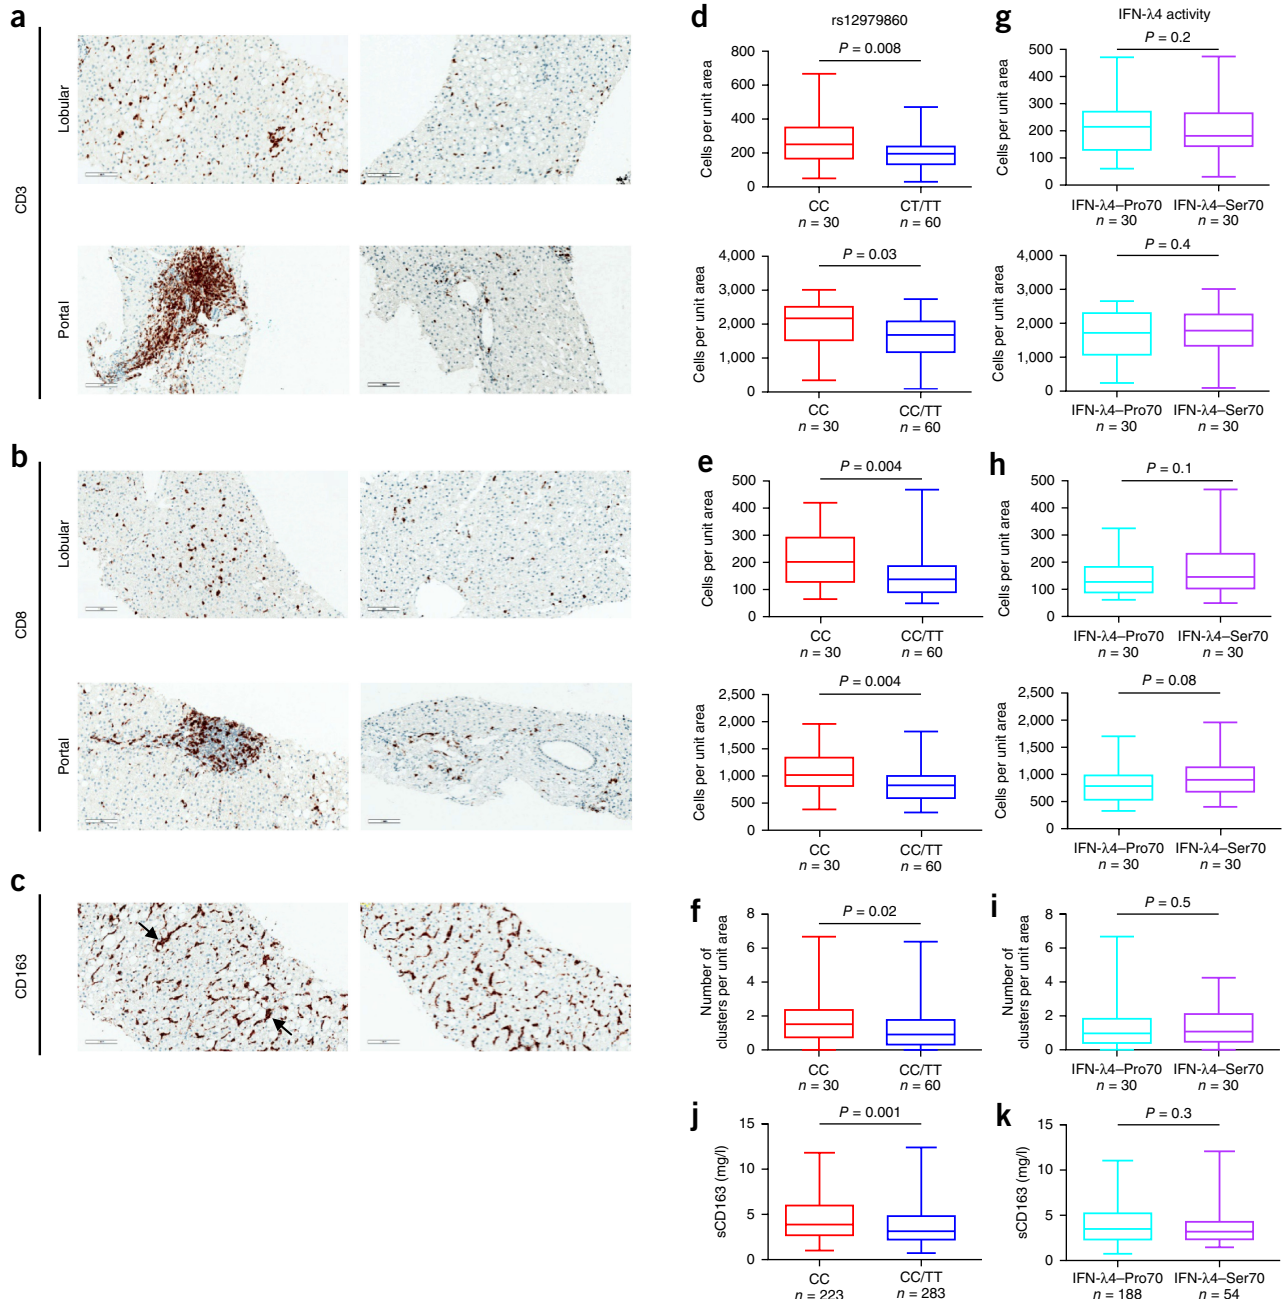 a
CD3
Lobular
Portal
b
CD8
Lobular
Portal
c
CD163
d
rs12979860
P = 0.008
Cells per unit area
800
600
400
200
0
CC
n = 30
CT/TT
n = 60
P = 0.03
Cells per unit area
4,000
3,000
2,000
1,000
0
CC
n = 30
CC/TT
n = 60
g
IFN-λ4 activity
P = 0.2
Cells per unit area
500
400
300
200
100
0
IFN-λ4–Pro70
n = 30
IFN-λ4–Ser70
n = 30
P = 0.4
Cells per unit area
4,000
3,000
2,000
1,000
0
IFN-λ4–Pro70
n = 30
IFN-λ4–Ser70
n = 30
e
P = 0.004
Cells per unit area
500
400
300
200
100
0
CC
n = 30
CC/TT
n = 60
P = 0.004
Cells per unit area
2,500
2,000
1,500
1,000
500
0
CC
n = 30
CC/TT
n = 60
h
P = 0.1
Cells per unit area
500
400
300
200
100
0
IFN-λ4–Pro70
n = 30
IFN-λ4–Ser70
n = 30
P = 0.08
Cells per unit area
2,500
2,000
1,500
1,000
500
0
IFN-λ4–Pro70
n = 30
IFN-λ4–Ser70
n = 30
f
P = 0.02
Number of
clusters per unit area
8
6
4
2
0
CC
n = 30
CC/TT
n = 60
i
P = 0.5
Number of
clusters per unit area
8
6
4
2
0
IFN-λ4–Pro70
n = 30
IFN-λ4–Ser70
n = 30
j
P = 0.001
sCD163 (mg/l)
15
10
5
0
CC
n = 223
CC/TT
n = 283
k
P = 0.3
sCD163 (mg/l)
15
10
5
0
IFN-λ4–Pro70
n = 188
IFN-λ4–Ser70
n = 54